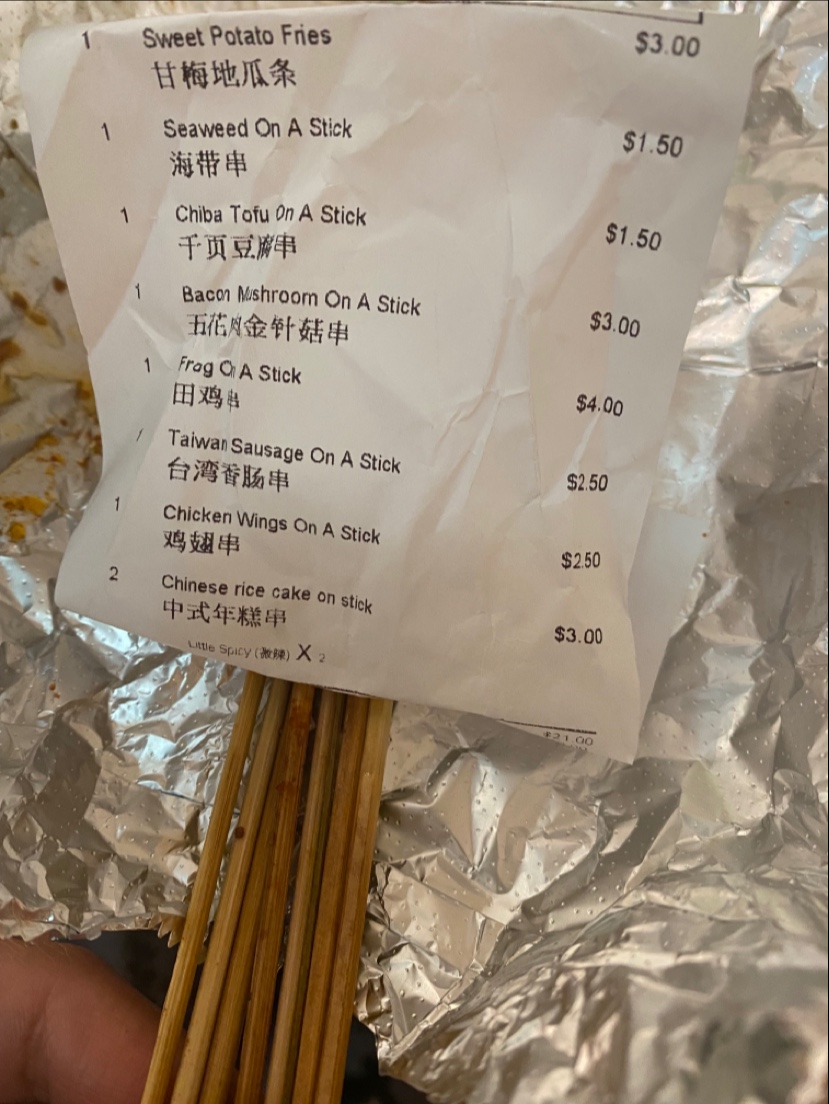 1 Sweet Potato Fries $3.00
甘梅地瓜条
1 Seaweed On A Stick $1.50
海带串
1 Chiba Tofu On A Stick $1.50
千页豆腐串
1 Bacon Mushroom On A Stick $3.00
五花肉金针菇串
1 Frog On A Stick $4.00
田鸡串
1 Taiwan Sausage On A Stick $2.50
台湾香肠串
1 Chicken Wings On A Stick $2.50
鸡翅串
2 Chinese rice cake on stick $3.00
中式年糕串
Little Spicy (微辣) X 2
$21.00